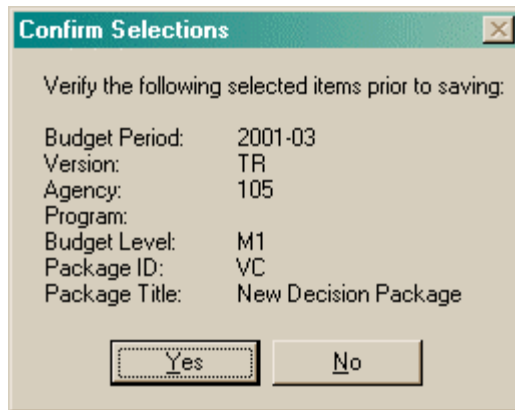 Confirm Selections
Verify the following selected items prior to saving:
Budget Period: 2001-03
Version: TR
Agency: 105
Program:
Budget Level: M1
Package ID: VC
Package Title: New Decision Package
Yes No